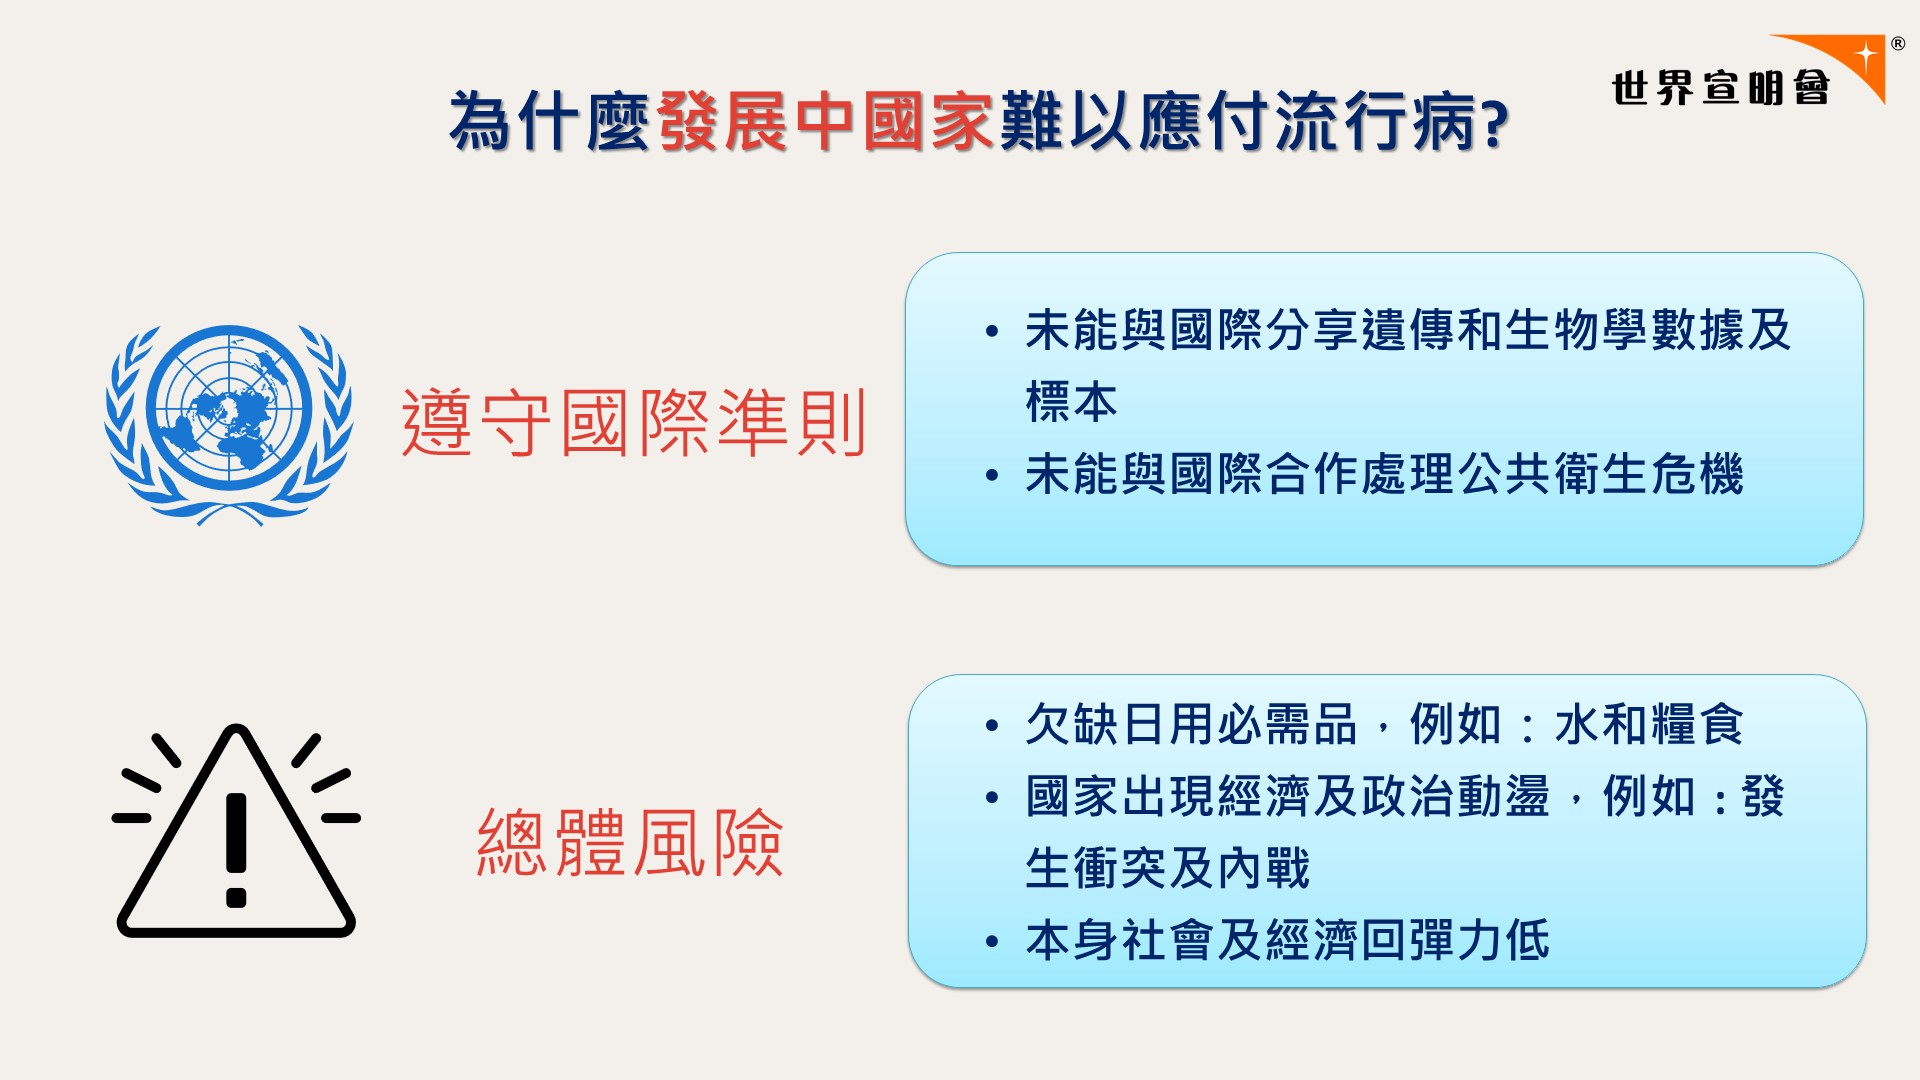 世界宣明會®
為什麼發展中國家難以應付流行病?
遵守國際準則
• 未能與國際分享遺傳和生物學數據及
標本
• 未能與國際合作處理公共衛生危機
總體風險
• 欠缺日用必需品，例如：水和糧食
• 國家出現經濟及政治動盪，例如：發
生衝突及內戰
• 本身社會及經濟回彈力低